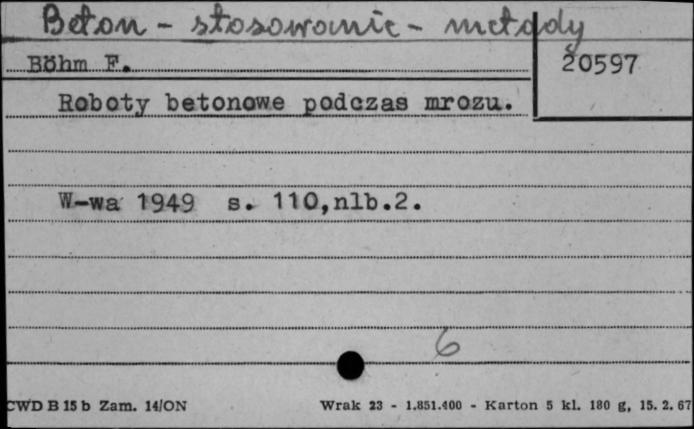 Beton - stosowanie - metody
Böhm F.
20597
Roboty betonowe podczas mrozu.
W-wa 1949 s. 110,nlb.2.
6
CWD B 15 b Zam. 14/ON
Wrak 23 - 1.851.400 - Karton 5 kl. 180 g, 15. 2. 67